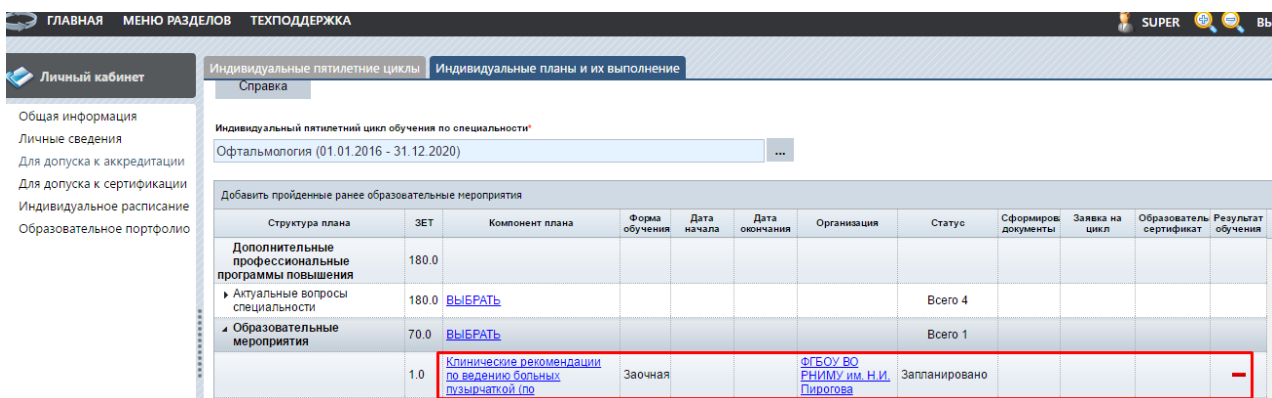 ГЛАВНАЯ МЕНЮ РАЗДЕЛОВ ТЕХПОДДЕРЖКА SUPER ВЫ
Личный кабинет
Общая информация
Личные сведения
Для допуска к аккредитации
Для допуска к сертификации
Индивидуальное расписание
Образовательное портфолио
Индивидуальные пятилетние циклы Индивидуальные планы и их выполнение
Справка
Индивидуальный пятилетний цикл обучения по специальности*
Офтальмология (01.01.2016 - 31.12.2020) ...
Добавить пройденные ранее образовательные мероприятия
Структура плана ЗЕТ Компонент плана Форма обучения Дата начала Дата окончания Организация Статус Сформиров документы Заявка на цикл Образователь сертификат Результат обучения
Дополнительные
профессиональные 180.0
программы повышения
Актуальные вопросы
специальности 180.0 ВЫБРАТЬ Всего 4
Образовательные
мероприятия 70.0 ВЫБРАТЬ Всего 1
Клинические рекомендации ФГБОУ ВО
1.0 по ведению больных Заочная РНИМУ им. Н.И. Запланировано
пузырчаткой (по Пирогова